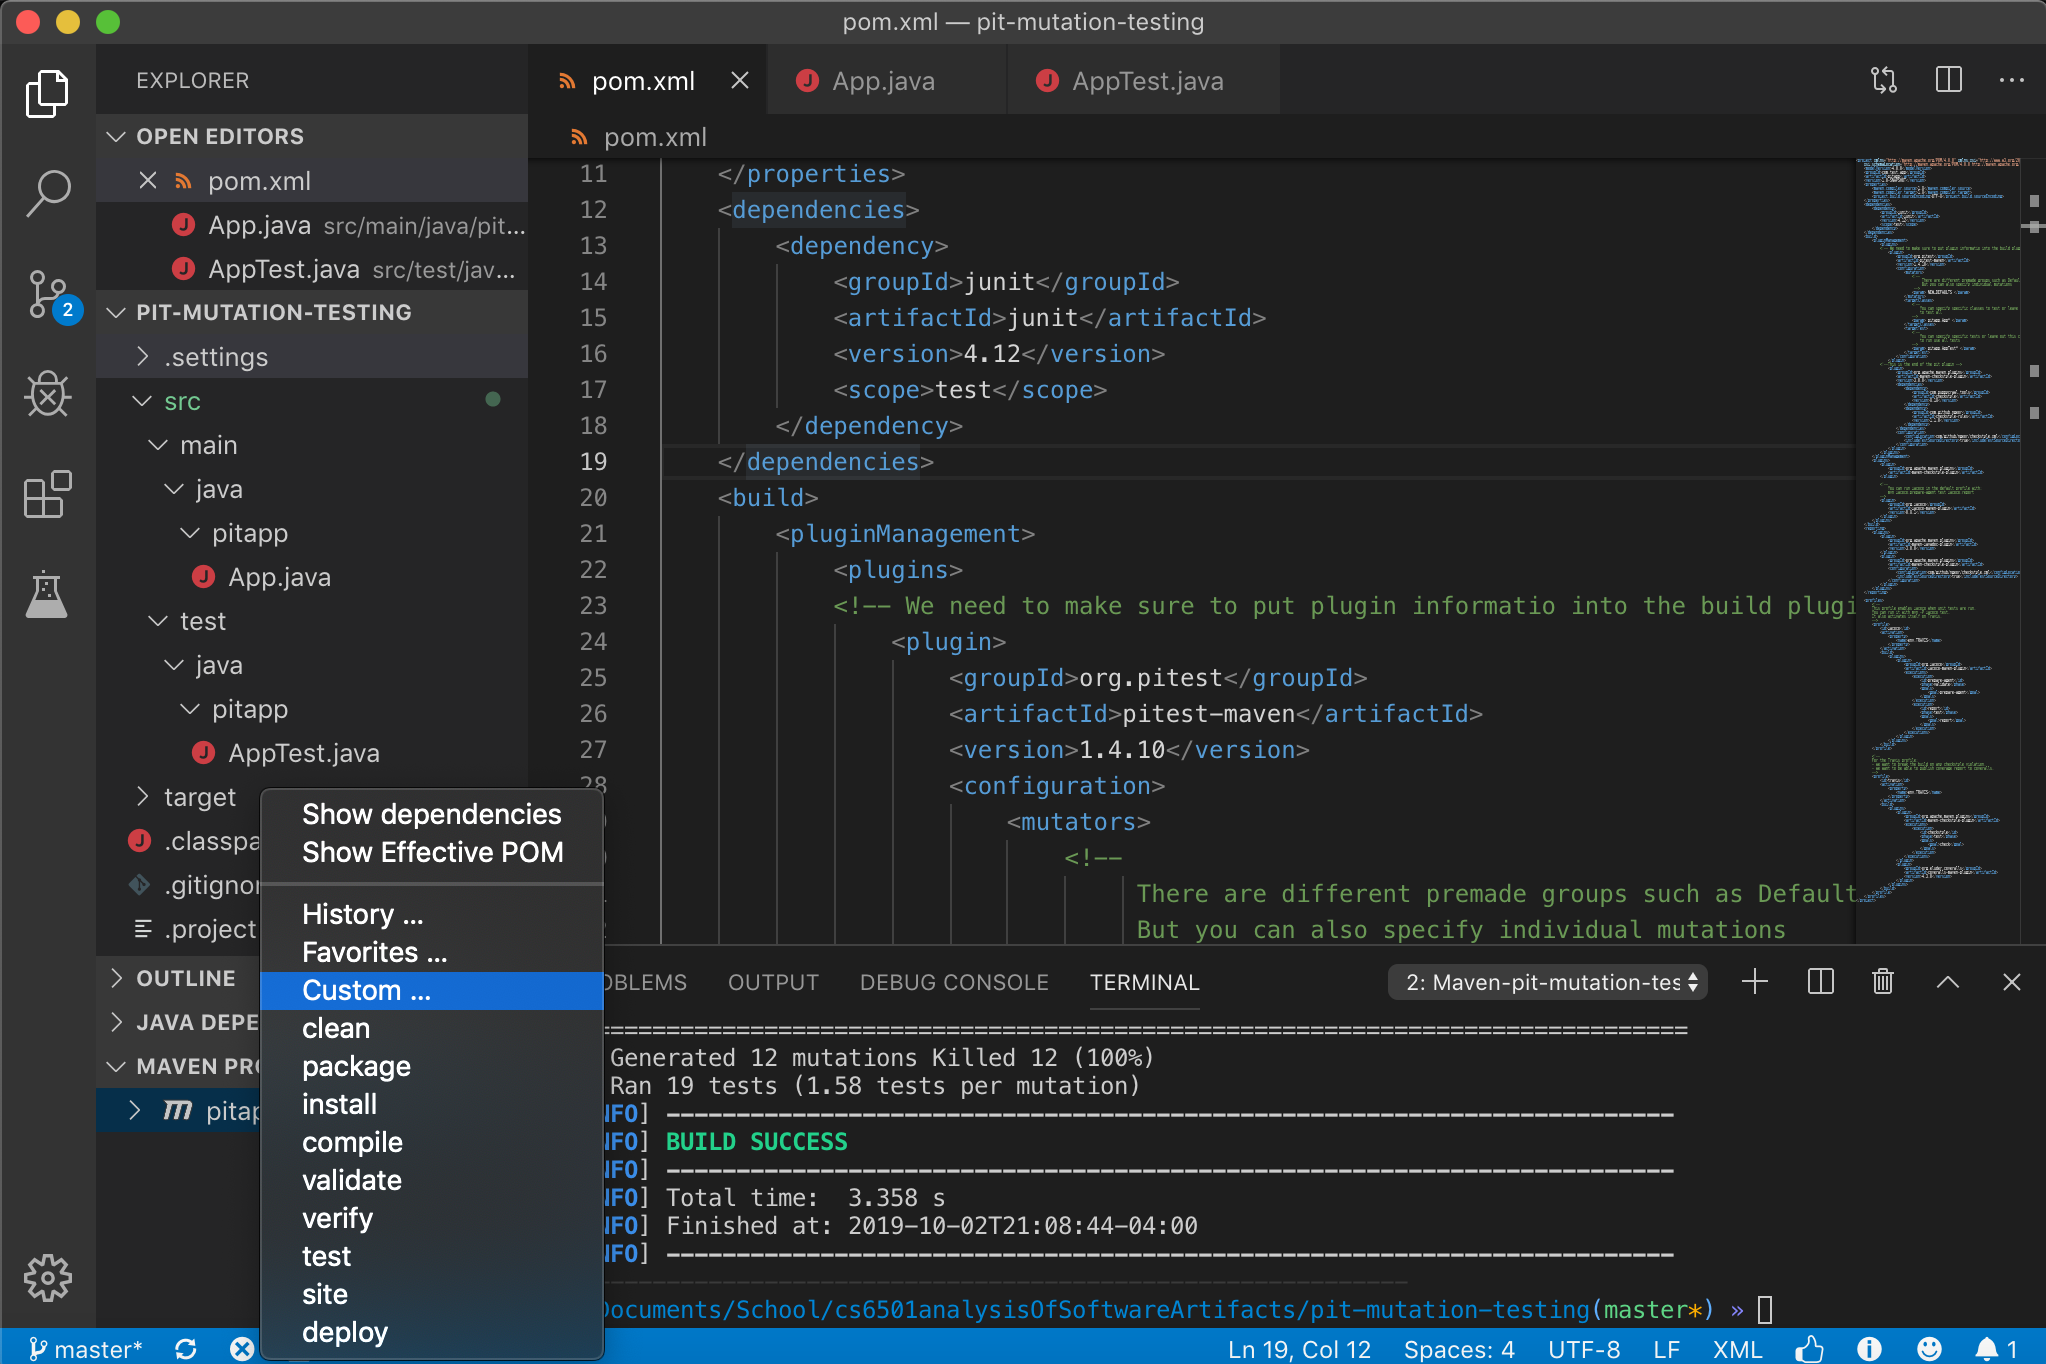 pom.xml — pit-mutation-testing
EXPLORER
OPEN EDITORS
pom.xml
App.java src/main/java/pit...
AppTest.java src/test/jav...
PIT-MUTATION-TESTING
.settings
src
main
java
pitapp
App.java
test
java
pitapp
AppTest.java
target
.classpa
.gitignor
.project
OUTLINE
JAVA DEPE
MAVEN PRO
pitap
2
pom.xml
App.java
AppTest.java
pom.xml
11 </properties>
12 <dependencies>
13 <dependency>
14 <groupId>junit</groupId>
15 <artifactId>junit</artifactId>
16 <version>4.12</version>
17 <scope>test</scope>
18 </dependency>
19 </dependencies>
20 <build>
21 <pluginManagement>
22 <plugins>
23 <!-- We need to make sure to put plugin informatio into the build plugi
24 <plugin>
25 <groupId>org.pitest</groupId>
26 <artifactId>pitest-maven</artifactId>
27 <version>1.4.10</version>
28 <configuration>
<mutators>
<!--
There are different premade groups such as Default
But you can also specify individual mutations
Show dependencies
Show Effective POM
History ...
Favorites ...
Custom ...
clean
package
install
compile
validate
verify
test
site
deploy
OBLEMS
OUTPUT
DEBUG CONSOLE
TERMINAL
2: Maven-pit-mutation-tes
================================================================================
Generated 12 mutations Killed 12 (100%)
Ran 19 tests (1.58 tests per mutation)
NFO] ------------------------------------------------------------------------
NFO] BUILD SUCCESS
NFO] ------------------------------------------------------------------------
NFO] Total time:  3.358 s
NFO] Finished at: 2019-10-02T21:08:44-04:00
NFO] ------------------------------------------------------------------------
Documents/School/cs6501analysisOfSoftwareArtifacts/pit-mutation-testing(master*) »
master*
Ln 19, Col 12
Spaces: 4
UTF-8
LF
XML
1